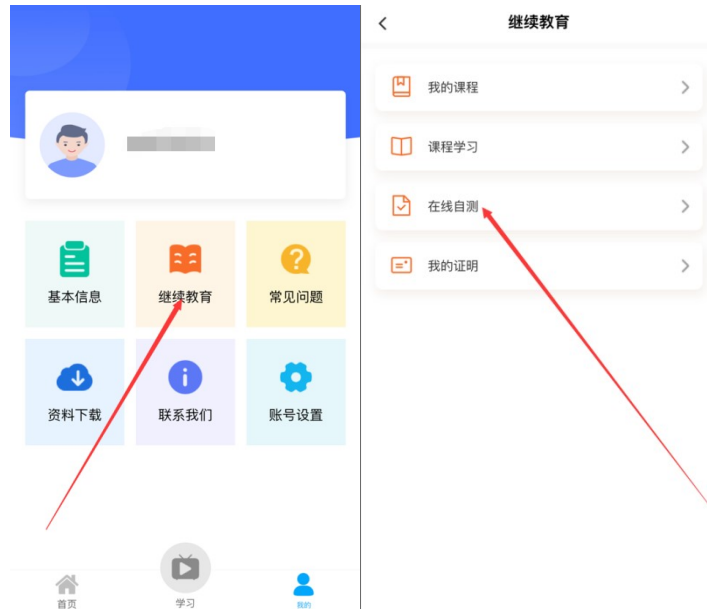 基本信息
继续教育
常见问题
资料下载
联系我们
账号设置
首页
学习
我的
继续教育
我的课程
课程学习
在线自测
我的证明